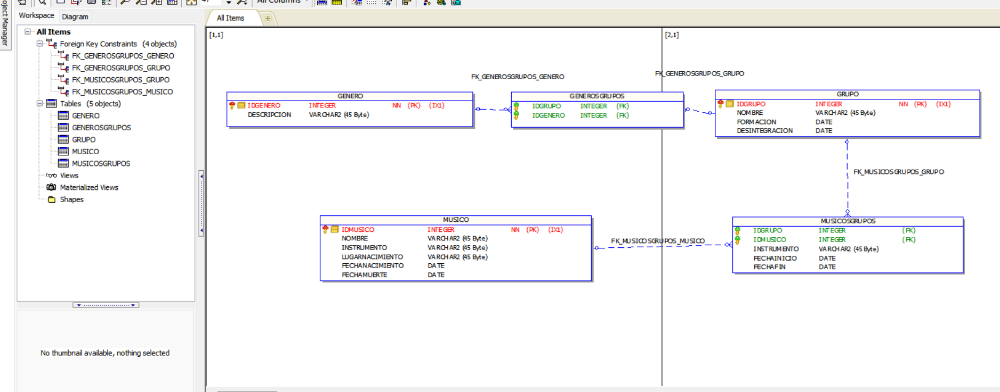 oject Manager
47
All Columns
Workspace
Diagram
All Items
Foreign Key Constraints (4 objects)
FK_GENEROSGRUPOS_GENERO
FK_GENEROSGRUPOS_GRUPO
FK_MUSICOSGRUPOS_GRUPO
FK_MUSICOSGRUPOS_MUSICO
Tables (5 objects)
GENERO
GENEROSGRUPOS
GRUPO
MUSICO
MUSICOSGRUPOS
Views
Materialized Views
Shapes
No thumbnail available, nothing selected
All Items
[1,1]
[2,1]
FK_GENEROSGRUPOS_GENERO
FK_GENEROSGRUPOS_GRUPO
GENERO
IDGENERO INTEGER NN (PK) (IX1)
DESCRIPCION VARCHAR2 (45 Byte)
GENEROSGRUPOS
IDGRUPO INTEGER (FK)
IDGENERO INTEGER (FK)
GRUPO
IDGRUPO INTEGER NN (PK) (IX1)
NOMBRE VARCHAR2 (45 Byte)
FORMACION DATE
DESINTEGRACION DATE
FK_MUSICOSGRUPOS_GRUPO
MUSICO
IDMUSICO INTEGER NN (PK) (IX1)
NOMBRE VARCHAR2 (45 Byte)
INSTRUMENTO VARCHAR2 (45 Byte)
LUGARNACIMIENTO VARCHAR2 (45 Byte)
FECHANACIMIENTO DATE
FECHAMUERTE DATE
FK_MUSICOSGRUPOS_MUSICO
MUSICOSGRUPOS
IDGRUPO INTEGER (FK)
IDMUSICO INTEGER (FK)
INSTRUMENTO VARCHAR2 (45 Byte)
FECHAINICIO DATE
FECHAFIN DATE